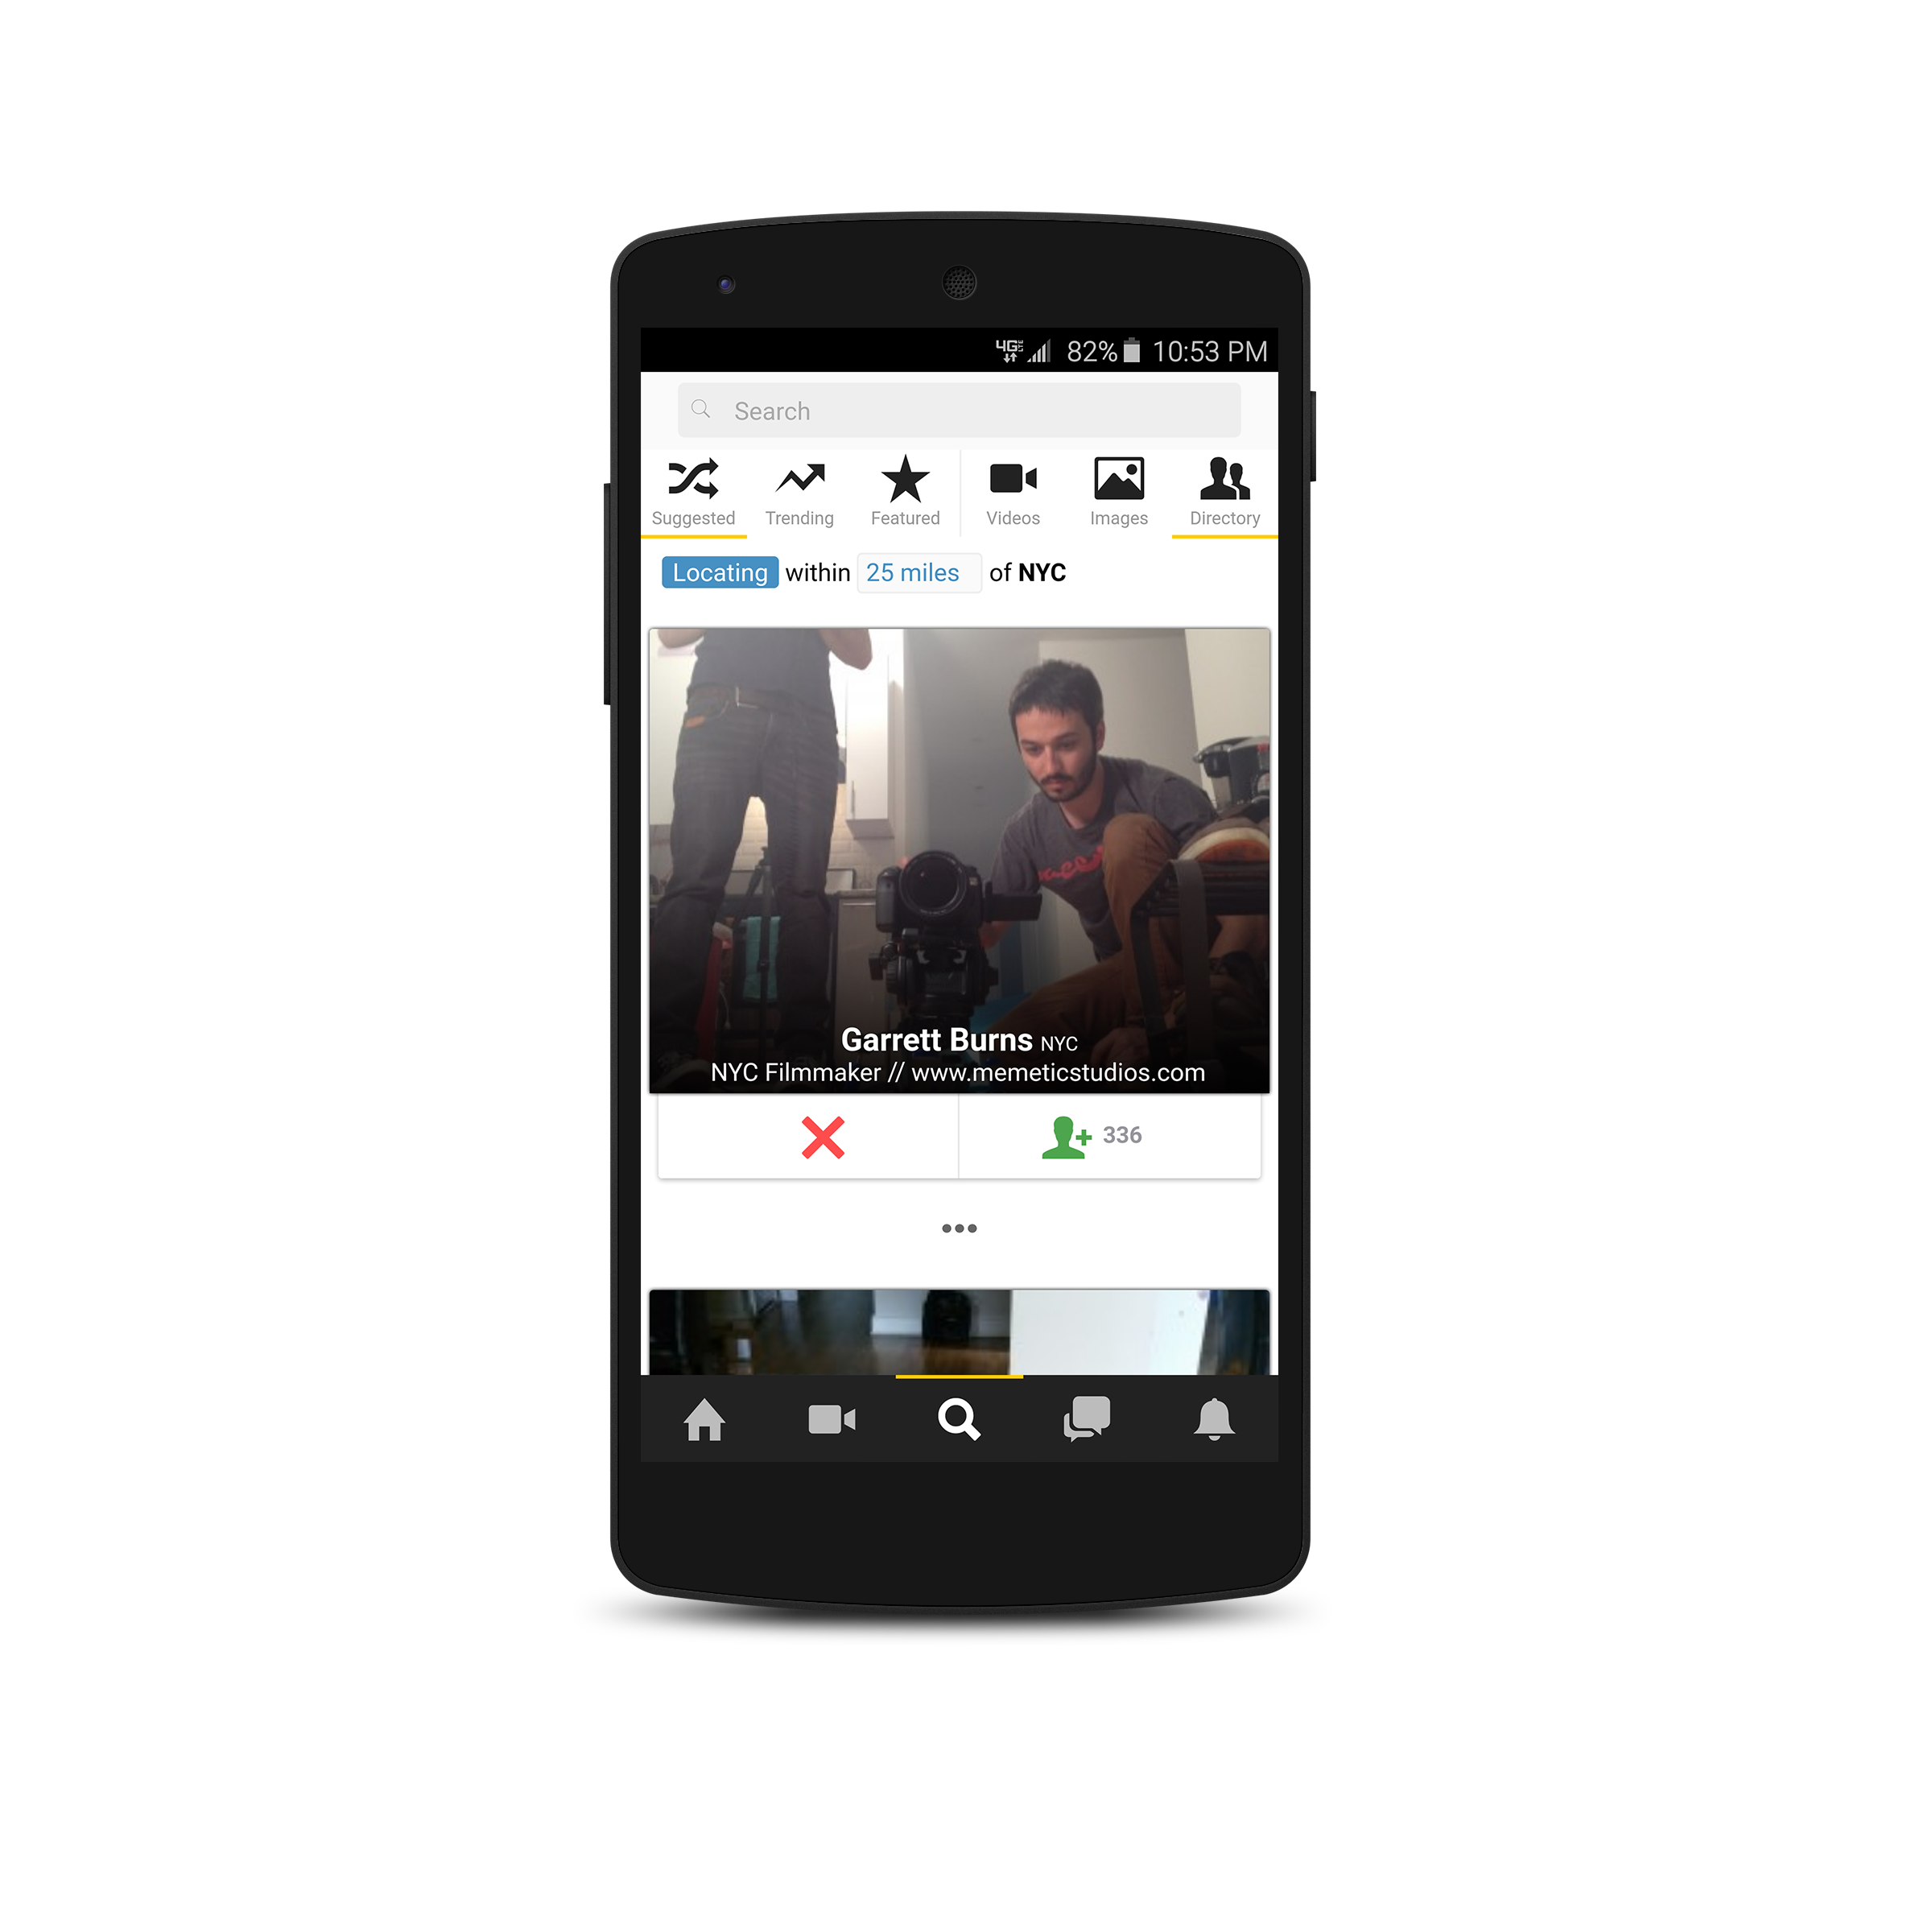 4G LTE 82% 10:53 PM
Search
Suggested Trending Featured Videos Images Directory
Locating within 25 miles of NYC
Garrett Burns NYC
NYC Filmmaker // www.memeticstudios.com
336